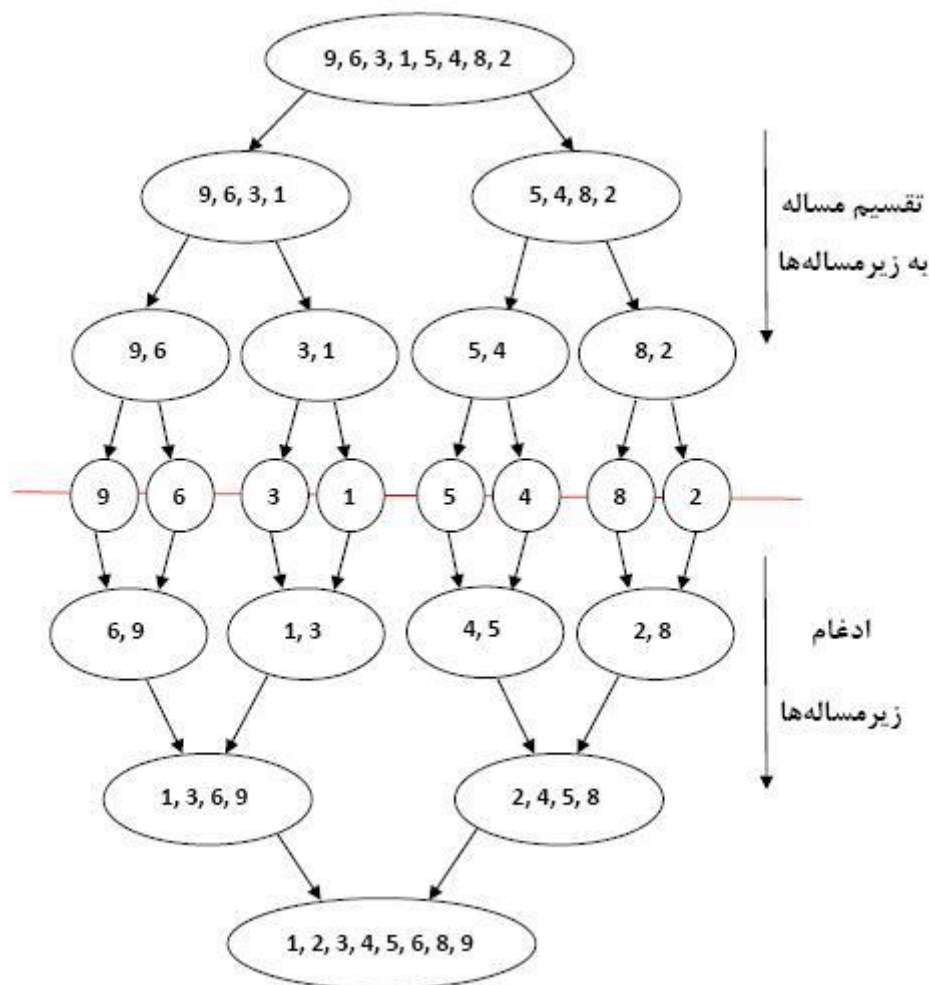 9, 6, 3, 1, 5, 4, 8, 2
9, 6, 3, 1
5, 4, 8, 2
تقسیم مساله
به زیرمساله‌ها
9, 6
3, 1
5, 4
8, 2
9
6
3
1
5
4
8
2
6, 9
1, 3
4, 5
2, 8
ادغام
زیرمساله‌ها
1, 3, 6, 9
2, 4, 5, 8
1, 2, 3, 4, 5, 6, 8, 9